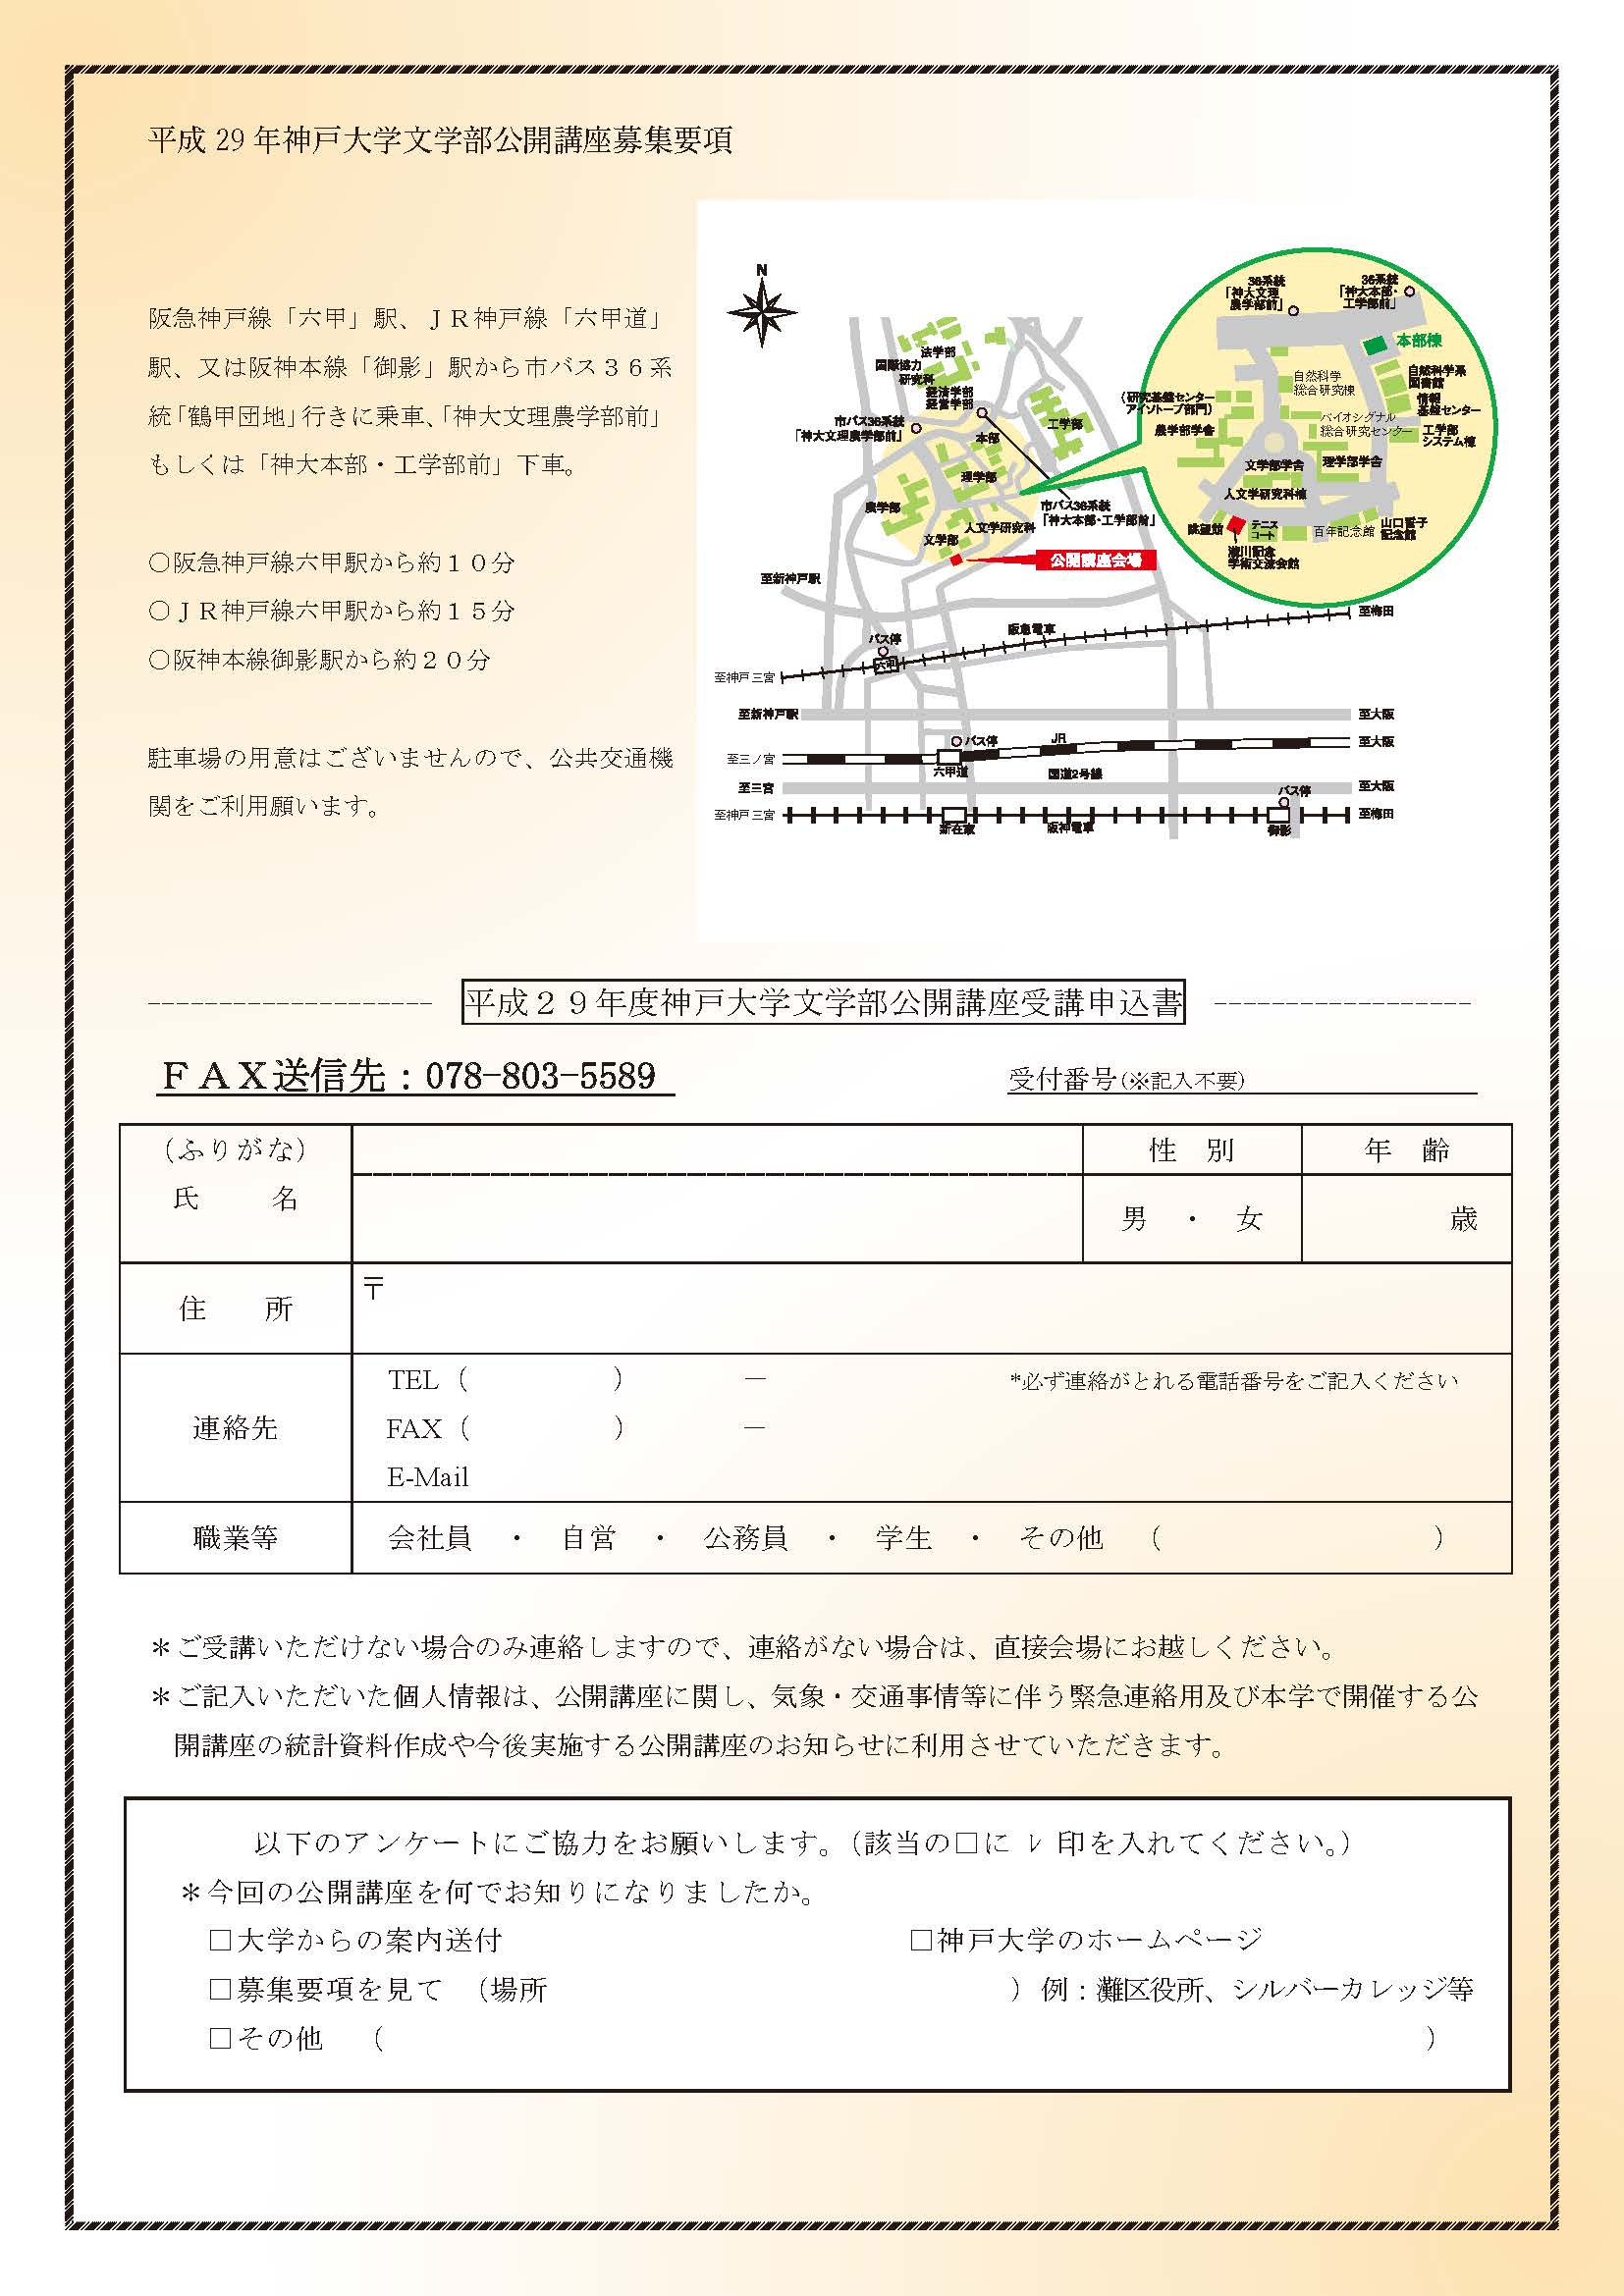 平成 29 年神戸大学文学部公開講座募集要項
阪急神戸線「六甲」駅、ＪＲ神戸線「六甲道」
駅、又は阪神本線「御影」駅から市バス３６系
統「鶴甲団地」行きに乗車、「神大文理農学部前」
もしくは「神大本部・工学部前」下車。
○阪急神戸線六甲駅から約１０分
○ＪＲ神戸線六甲駅から約１５分
○阪神本線御影駅から約２０分
駐車場の用意はございませんので、公共交通機
関をご利用願います。
N
法学部
国際協力
研究科
経済学部
経営学部
市バス36系統
「神大文理農学部前」
本部
工学部
理学部
農学部
市バス36系統
「神大本部・工学部前」
人文学研究科
文学部
公開講座会場
36系統
「神大文理
農学部前」
36系統
「神大本部・
工学部前」
本部棟
自然科学
総合研究棟
自然科学系
図書館
（研究基盤センター
アイソトープ部門）
情報
基盤センター
バイオシグナル
総合研究センター
農学部学舎
工学部
システム棟
文学部学舎
理学部学舎
人文学研究科棟
眺望館
テニス
コート
百年記念館
山口誓子
記念館
瀧川記念
学術交流会館
至新神戸駅
至梅田
阪急電車
バス停
六甲
至神戸三宮
至新神戸駅
至大阪
バス停
JR
至大阪
至三ノ宮
六甲道
国道2号線
至三宮
至大阪
バス停
至神戸三宮
至梅田
新在家
阪神電車
御影
平成２９年度神戸大学文学部公開講座受講申込書
ＦＡＸ送信先：078-803-5589
受付番号(※記入不要)
（ふりがな）
氏　　名
性　別
年　齢
男　・　女
歳
住　　所
〒
連絡先
TEL（　　　　　）　　　　－　　　　　　　　*必ず連絡がとれる電話番号をご記入ください
FAX（　　　　　）　　　　－
E-Mail
職業等
会社員　・　自営　・　公務員　・　学生　・　その他　（　　　　　　　　　　）
＊ご受講いただけない場合のみ連絡しますので、連絡がない場合は、直接会場にお越しください。
＊ご記入いただいた個人情報は、公開講座に関し、気象・交通事情等に伴う緊急連絡用及び本学で開催する公
開講座の統計資料作成や今後実施する公開講座のお知らせに利用させていただきます。
以下のアンケートにご協力をお願いします。（該当の□に レ 印を入れてください。）
＊今回の公開講座を何でお知りになりましたか。
□大学からの案内送付　　　　　　　　□神戸大学のホームページ
□募集要項を見て　（場所　　　　　　　　　　　　　　　　）例：灘区役所、シルバーカレッジ等
□その他　（　　　　　　　　　　　　　　　　　　　　　　　　　　　　　　　　　　　　）